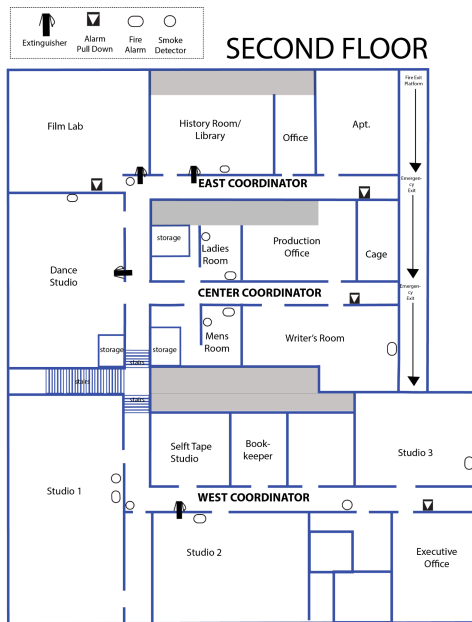 Extinguisher
Alarm
Pull Down
Fire
Alarm
Smoke
Detector
SECOND FLOOR
Film Lab
History Room/
Library
Office
Apt.
Fire Exit
Platform
EAST COORDINATOR
Emergen-
cy
Exit
storage
Ladies
Room
Production
Office
Cage
Dance
Studio
CENTER COORDINATOR
Emergen-
cy
Exit
storage
storage
Mens
Room
Writer's Room
stairs
stairs
stairs
Selft Tape
Studio
Book-
keeper
Studio 3
Studio 1
WEST COORDINATOR
Studio 2
Executive
Office